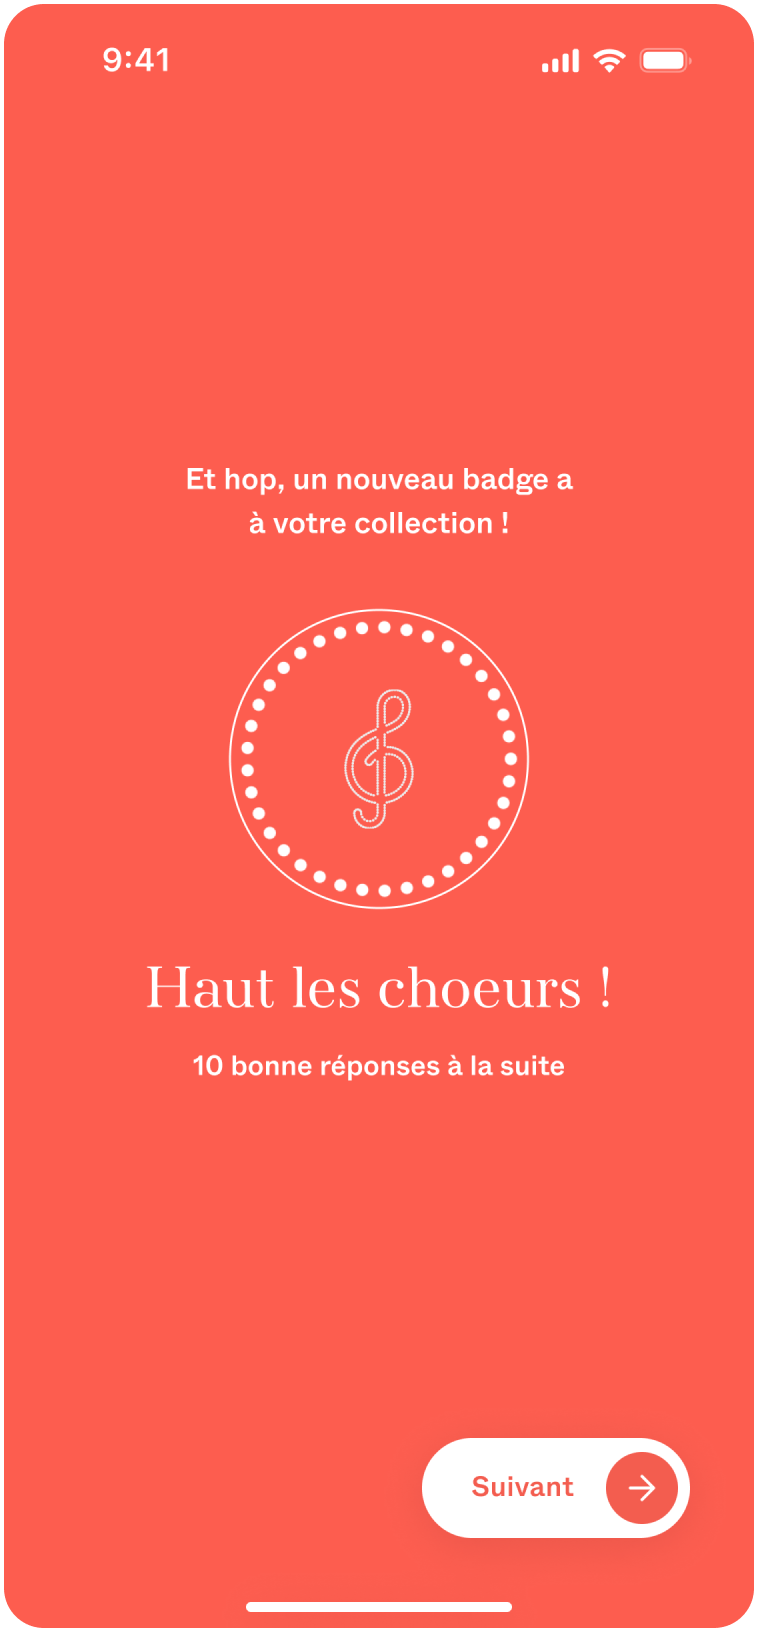 9:41
Et hop, un nouveau badge a
à votre collection !
Haut les choeurs !
10 bonne réponses à la suite
Suivant